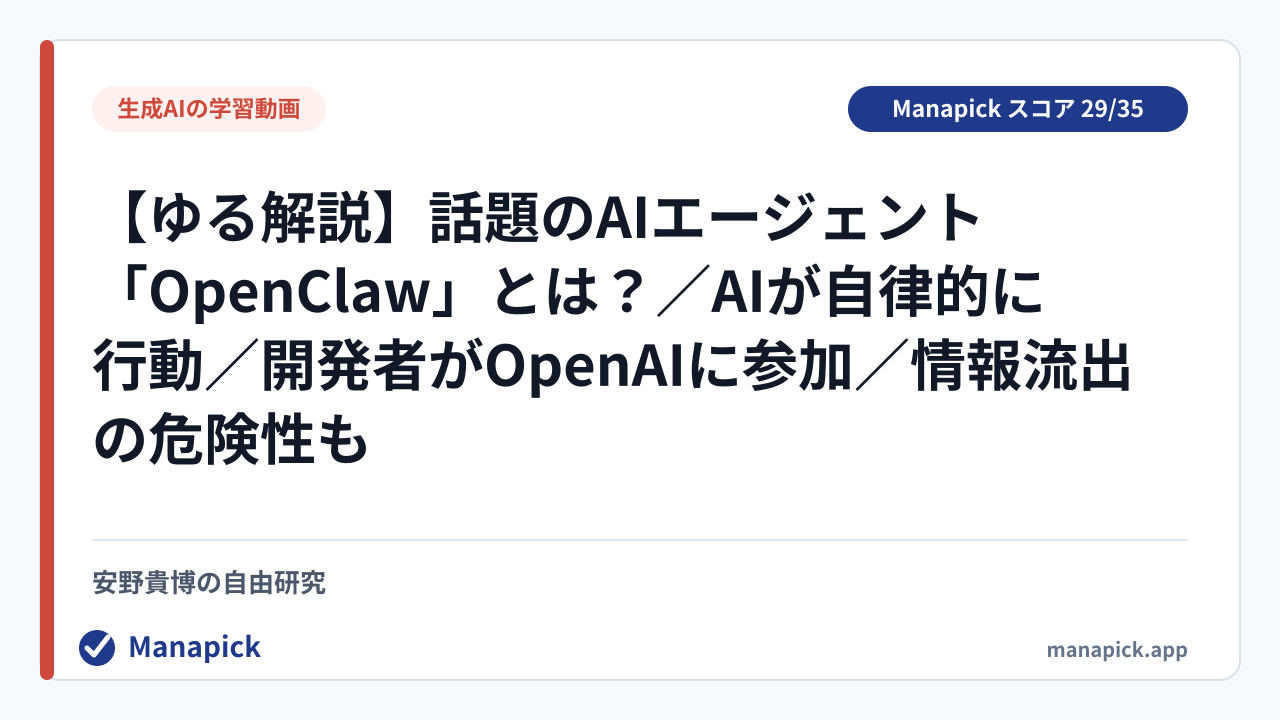 生成AIの学習動画
Manapick スコア 29/35
【ゆる解説】話題のAIエージェント
「OpenClaw」とは？／AIが自律的に
行動／開発者がOpenAIに参加／情報流出
の危険性も
安野貴博の自由研究
Manapick
manapick.app